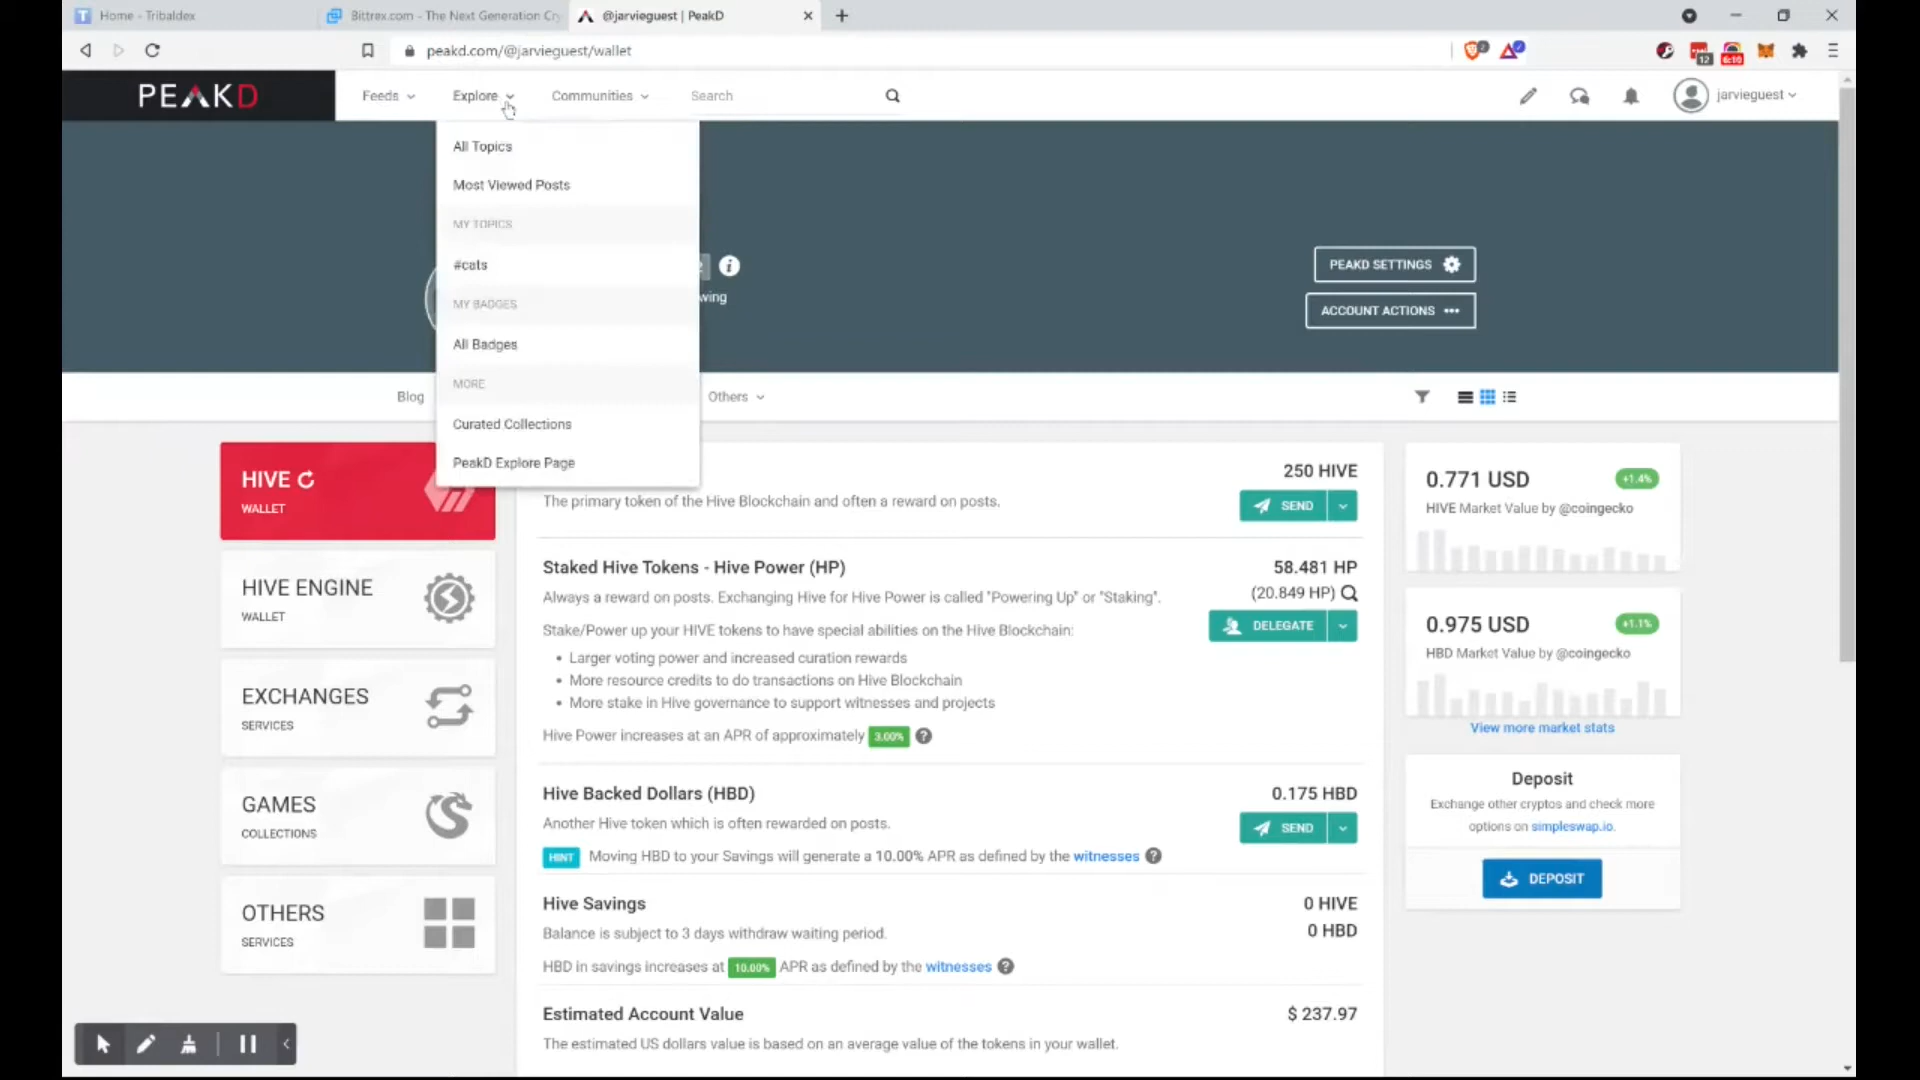 Home - Tribaldex
Bittrex.com - The Next Generation Cry
@jarvieguest | PeakD
peakd.com/@jarvieguest/wallet
2
12
6:10
PEAKD
Feeds
Explore
Communities
Search
jarvieguest
All Topics
Most Viewed Posts
MY TOPICS
#cats
MY BADGES
All Badges
MORE
Curated Collections
PeakD Explore Page
wing
PEAKD SETTINGS
ACCOUNT ACTIONS
Blog
Others
HIVE
WALLET
HIVE ENGINE
WALLET
EXCHANGES
SERVICES
GAMES
COLLECTIONS
OTHERS
SERVICES
250 HIVE
The primary token of the Hive Blockchain and often a reward on posts.
SEND
Staked Hive Tokens - Hive Power (HP)
58.481 HP
Always a reward on posts. Exchanging Hive for Hive Power is called "Powering Up" or "Staking".
(20.849 HP)
Stake/Power up your HIVE tokens to have special abilities on the Hive Blockchain:
DELEGATE
• Larger voting power and increased curation rewards
• More resource credits to do transactions on Hive Blockchain
• More stake in Hive governance to support witnesses and projects
Hive Power increases at an APR of approximately 3.00%
Hive Backed Dollars (HBD)
0.175 HBD
Another Hive token which is often rewarded on posts.
SEND
HINT Moving HBD to your Savings will generate a 10.00% APR as defined by the witnesses
Hive Savings
0 HIVE
Balance is subject to 3 days withdraw waiting period.
0 HBD
HBD in savings increases at 10.00% APR as defined by the witnesses
Estimated Account Value
$ 237.97
The estimated US dollars value is based on an average value of the tokens in your wallet.
0.771 USD
+1.4%
HIVE Market Value by @coingecko
0.975 USD
+1.1%
HBD Market Value by @coingecko
View more market stats
Deposit
Exchange other cryptos and check more
options on simpleswap.io.
DEPOSIT